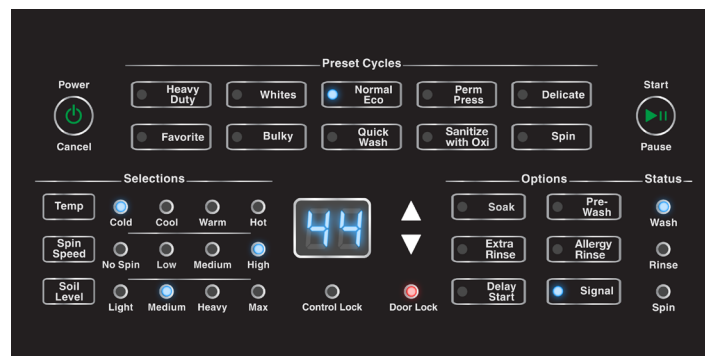 Preset Cycles
Power
Cancel
Heavy
Duty
Whites
Normal
Eco
Perm
Press
Delicate
Start
Pause
Favorite
Bulky
Quick
Wash
Sanitize
with Oxi
Spin
Selections
Temp
Cold
Cool
Warm
Hot
Spin
Speed
No Spin
Low
Medium
High
Soil
Level
Light
Medium
Heavy
Max
44
Control Lock
Door Lock
Options
Soak
Pre-
Wash
Extra
Rinse
Allergy
Rinse
Delay
Start
Signal
Status
Wash
Rinse
Spin